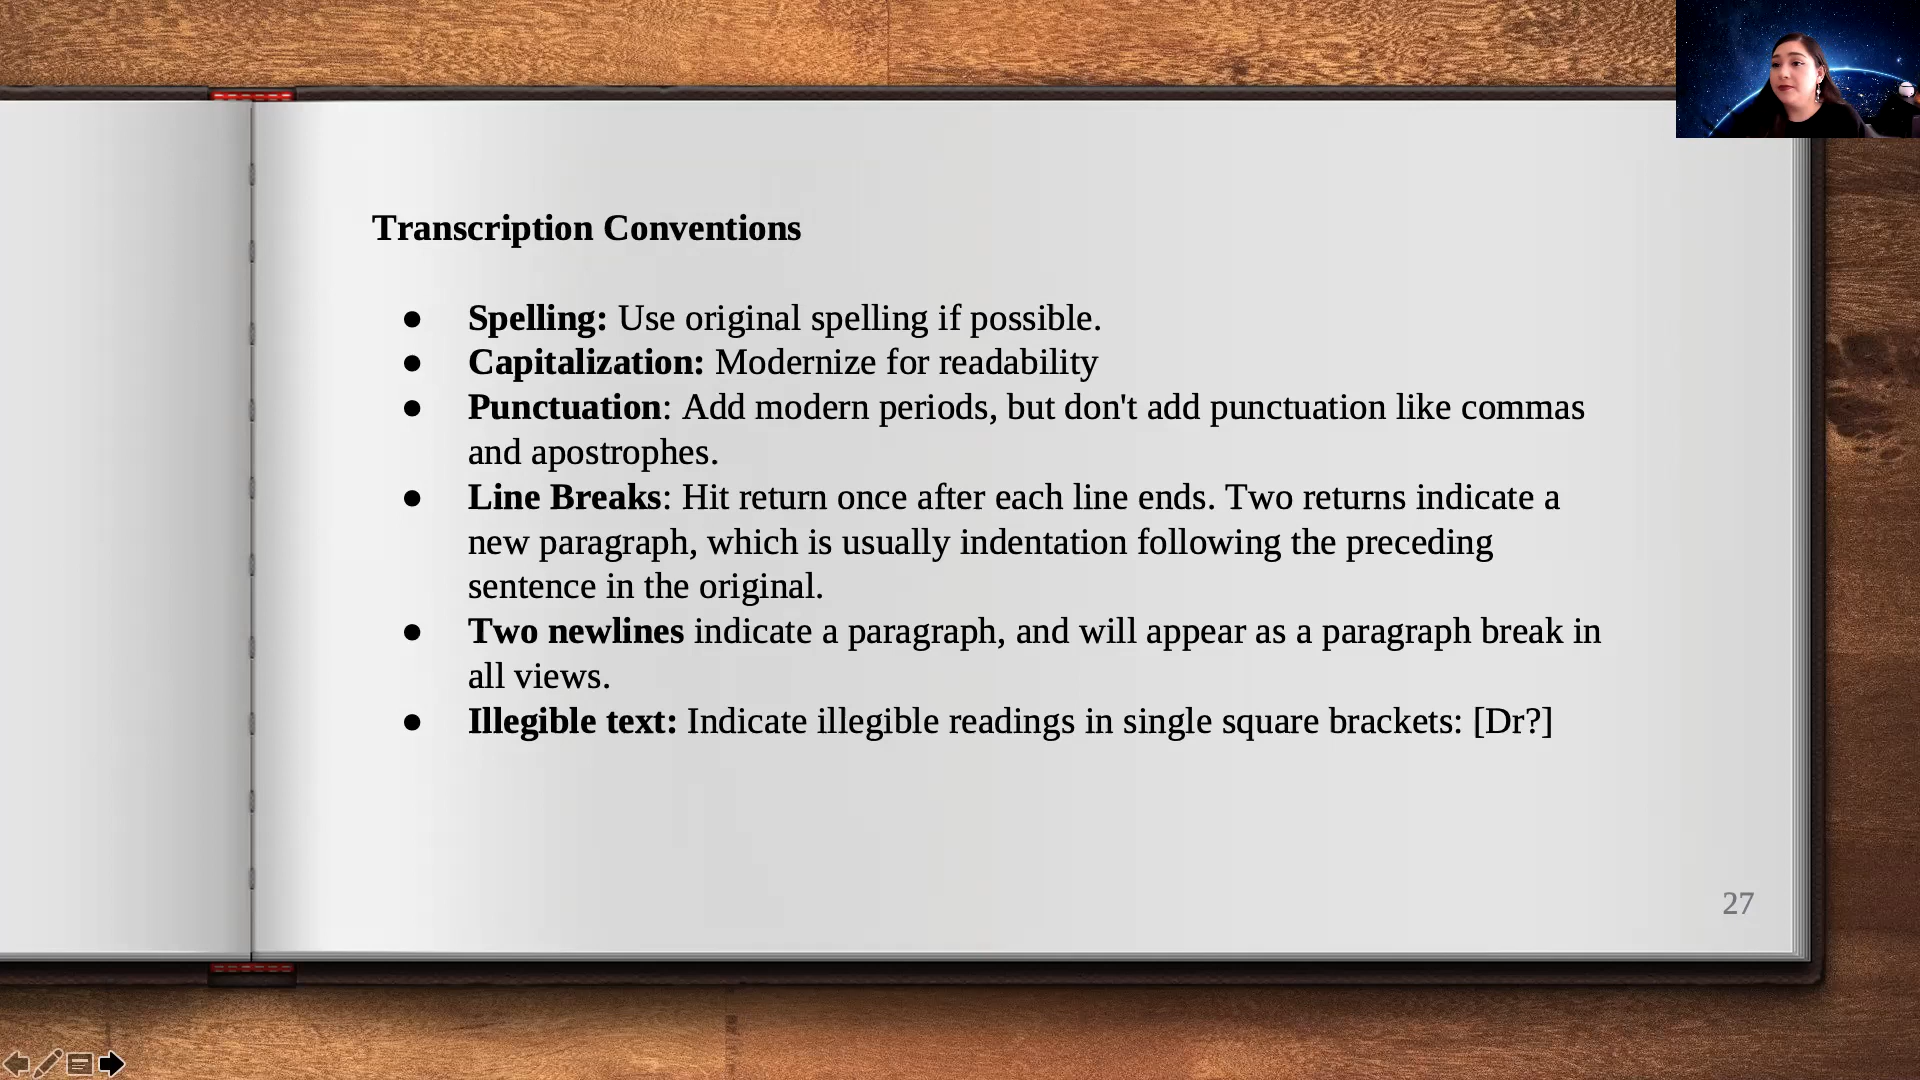 Transcription Conventions
● Spelling: Use original spelling if possible.
● Capitalization: Modernize for readability
● Punctuation: Add modern periods, but don't add punctuation like commas
and apostrophes.
● Line Breaks: Hit return once after each line ends. Two returns indicate a
new paragraph, which is usually indentation following the preceding
sentence in the original.
● Two newlines indicate a paragraph, and will appear as a paragraph break in
all views.
● Illegible text: Indicate illegible readings in single square brackets: [Dr?]
27